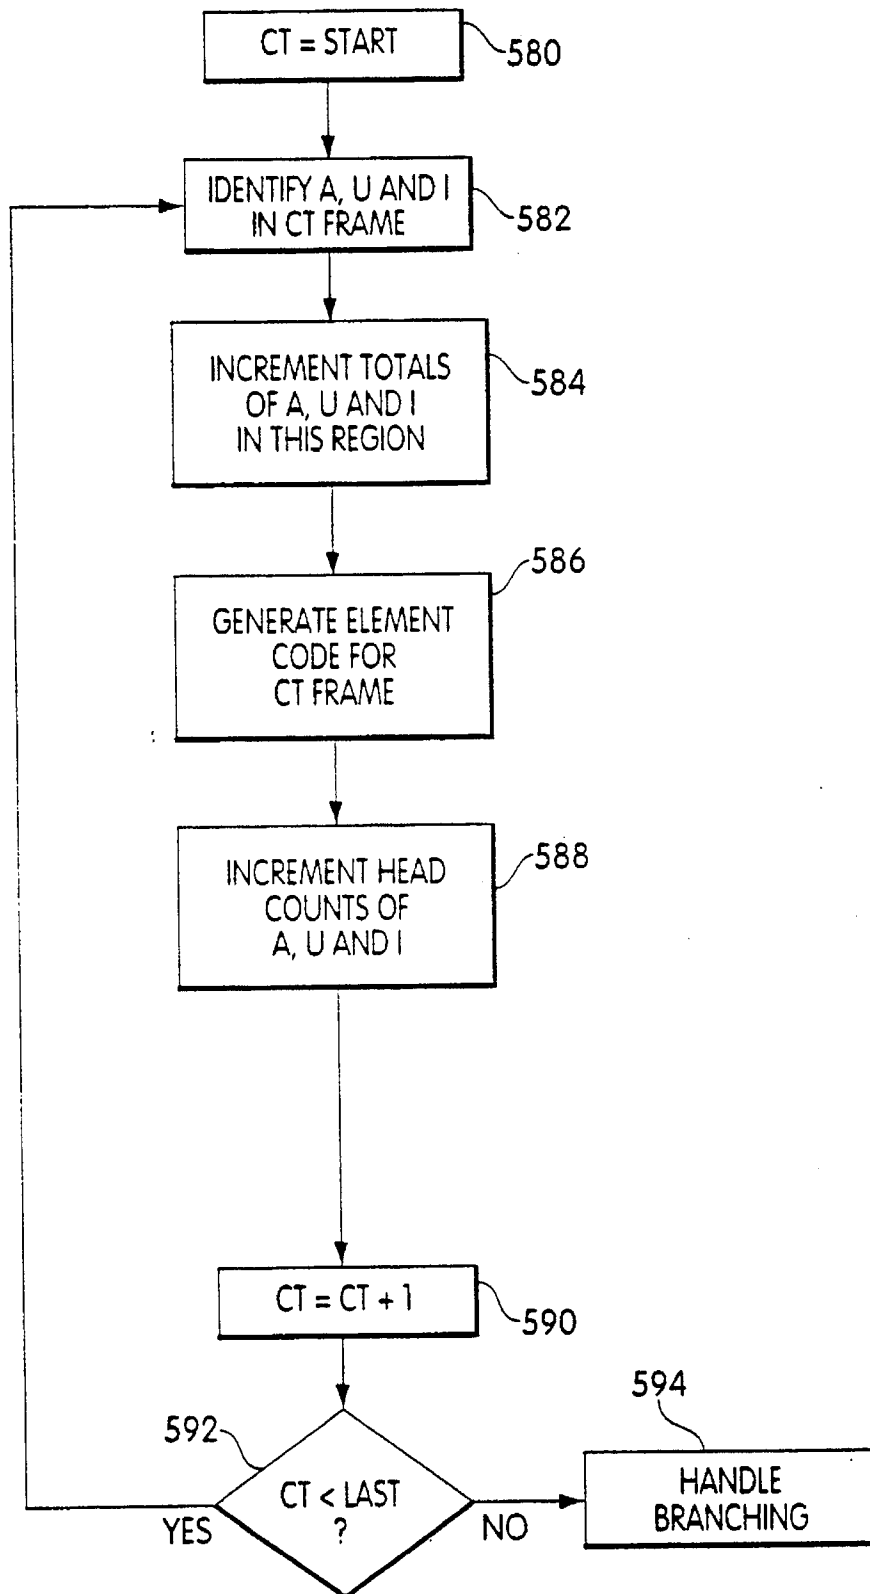 CT = START
580
IDENTIFY A, U AND I
IN CT FRAME
582
INCREMENT TOTALS
OF A, U AND I
IN THIS REGION
584
586
GENERATE ELEMENT
CODE FOR
CT FRAME
588
INCREMENT HEAD
COUNTS OF
A, U AND I
CT = CT + 1
590
592
CT < LAST
?
YES
NO
594
HANDLE
BRANCHING